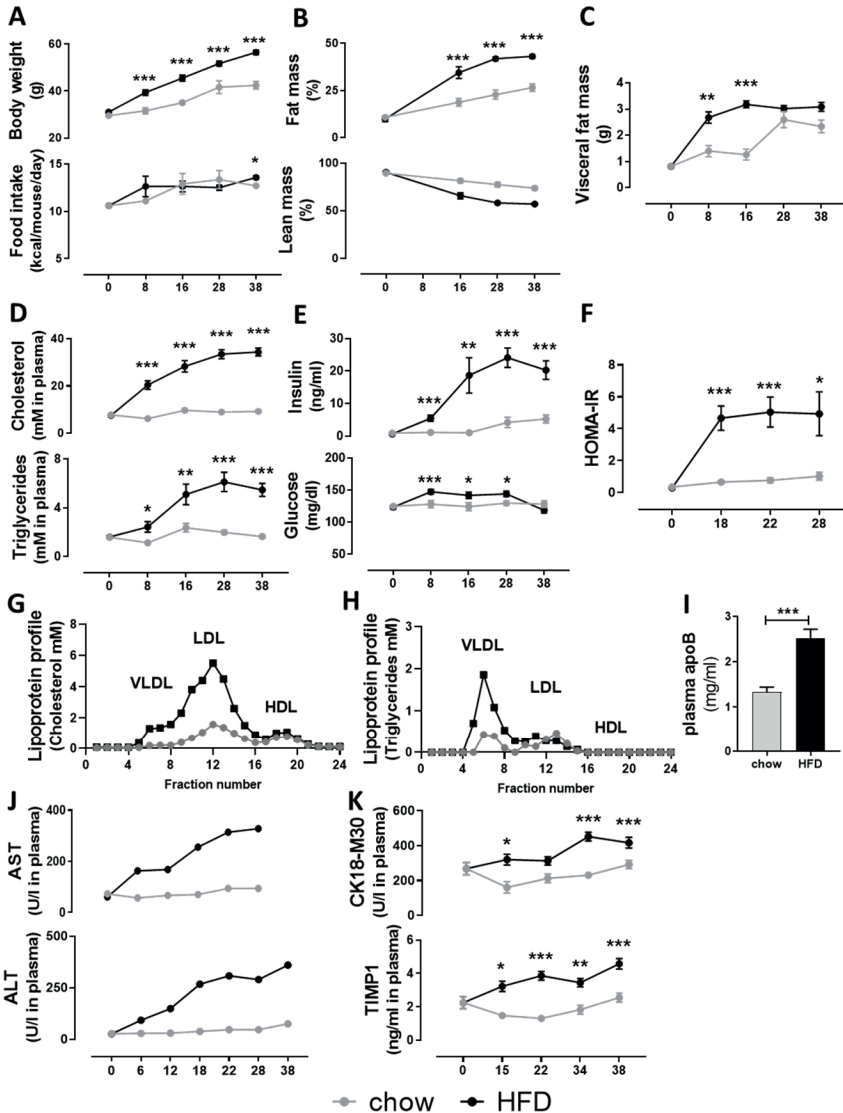 A
Body weight
(g)
60
40
20
***
***
***
***
Food intake
(kcal/mouse/day)
15
10
5
*
0 8 16 28 38
B
Fat mass
(%)
50
25
0
***
***
***
Lean mass
(%)
100
50
0
0 8 16 28 38
C
Visceral fat mass
(g)
4
3
2
1
0
**
***
0 8 16 28 38
D
Cholesterol
(mM in plasma)
40
20
0
***
***
***
***
Triglycerides
(mM in plasma)
8
4
0
*
**
***
***
0 8 16 28 38
E
Insulin
(ng/ml)
30
20
10
0
***
**
***
***
Glucose
(mg/dl)
200
150
100
50
***
*
*
0 8 16 28 38
F
HOMA-IR
8
6
4
2
0
***
***
*
0 18 22 28
G
Lipoprotein profile
(Cholesterol mM)
8
6
4
2
0
VLDL
LDL
HDL
0 4 8 12 16 20 24
Fraction number
H
Lipoprotein profile
(Triglycerides mM)
3
2
1
0
VLDL
LDL
HDL
0 4 8 12 16 20 24
Fraction number
I
plasma apoB
(mg/ml)
3
2
1
0
***
chow HFD
J
AST
(U/l in plasma)
400
200
0
ALT
(U/l in plasma)
500
250
0
0 6 12 18 22 28 38
K
CK18-M30
(U/l in plasma)
600
400
200
0
*
***
***
TIMP1
(ng/ml in plasma)
6
4
2
0
*
***
**
***
0 15 22 34 38
chow HFD